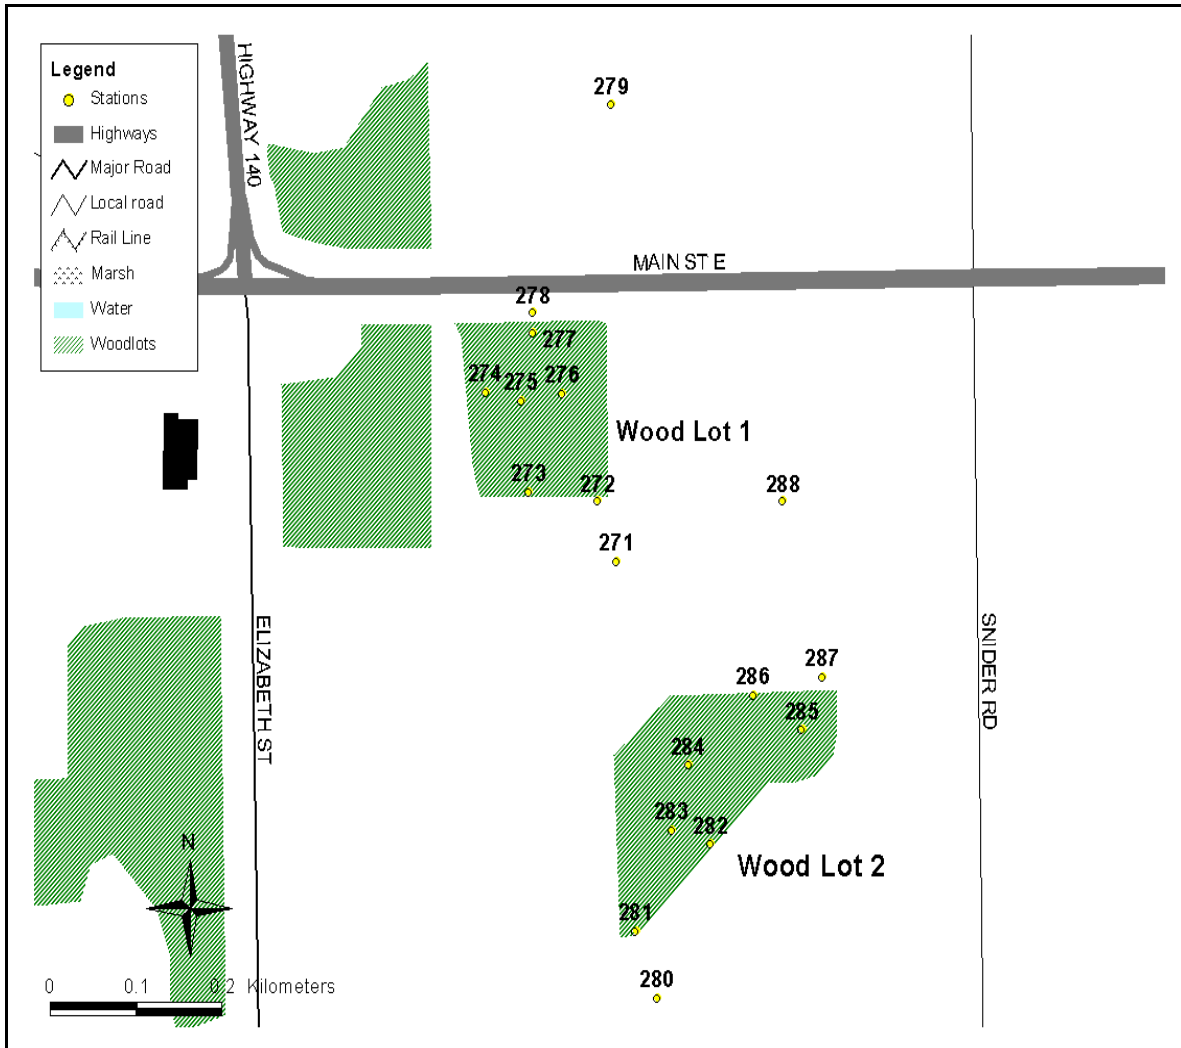 HIGHWAY 140
Legend
Stations
Highways
Major Road
Local road
Rail Line
Marsh
Water
Woodlots
279
MAIN ST E
278
277
274
275
276
Wood Lot 1
273
272
288
271
ELIZABETH ST
SNIDER RD
287
286
285
284
283
282
Wood Lot 2
N
281
280
0 0.1 0.2 Kilometers